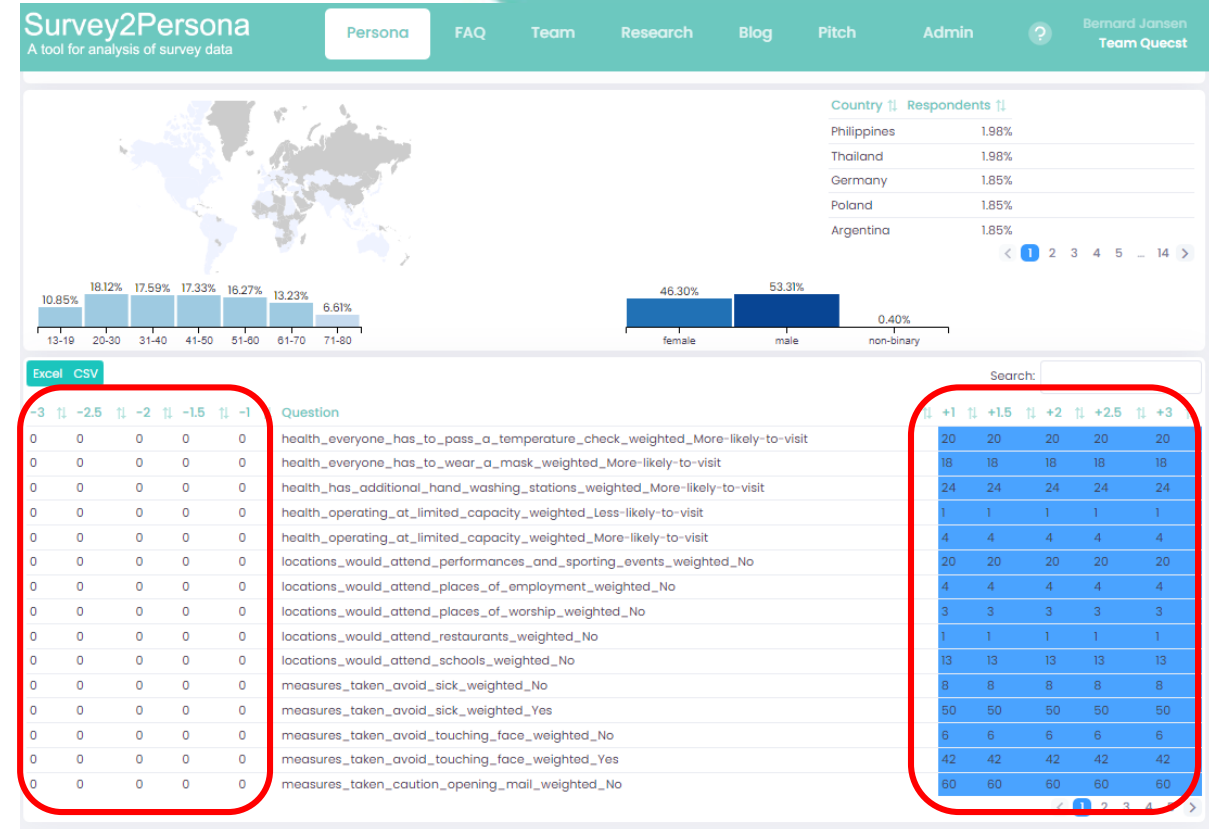 Survey2Persona
A tool for analysis of survey data
Persona FAQ Team Research Blog Pitch Admin ? Bernard Jansen
Team Quecst
Country Respondents
Philippines 1.98%
Thailand 1.98%
Germany 1.85%
Poland 1.85%
Argentina 1.85%
< 1 2 3 4 5 … 14 >
10.85% 18.12% 17.59% 17.33% 16.27% 13.23% 6.61%
13-19 20-30 31-40 41-50 51-60 61-70 71-80
46.30% 53.31% 0.40%
female male non-binary
Excel CSV
Search:
-3 -2.5 -2 -1.5 -1 Question +1 +1.5 +2 +2.5 +3
0 0 0 0 0 health_everyone_has_to_pass_a_temperature_check_weighted_More-likely-to-visit 20 20 20 20 20
0 0 0 0 0 health_everyone_has_to_wear_a_mask_weighted_More-likely-to-visit 18 18 18 18 18
0 0 0 0 0 health_has_additional_hand_washing_stations_weighted_More-likely-to-visit 24 24 24 24 24
0 0 0 0 0 health_operating_at_limited_capacity_weighted_Less-likely-to-visit 1 1 1 1 1
0 0 0 0 0 health_operating_at_limited_capacity_weighted_More-likely-to-visit 4 4 4 4 4
0 0 0 0 0 locations_would_attend_performances_and_sporting_events_weighted_No 20 20 20 20 20
0 0 0 0 0 locations_would_attend_places_of_employment_weighted_No 4 4 4 4 4
0 0 0 0 0 locations_would_attend_places_of_worship_weighted_No 3 3 3 3 3
0 0 0 0 0 locations_would_attend_restaurants_weighted_No 1 1 1 1 1
0 0 0 0 0 locations_would_attend_schools_weighted_No 13 13 13 13 13
0 0 0 0 0 measures_taken_avoid_sick_weighted_No 8 8 8 8 8
0 0 0 0 0 measures_taken_avoid_sick_weighted_Yes 50 50 50 50 50
0 0 0 0 0 measures_taken_avoid_touching_face_weighted_No 6 6 6 6 6
0 0 0 0 0 measures_taken_avoid_touching_face_weighted_Yes 42 42 42 42 42
0 0 0 0 0 measures_taken_caution_opening_mail_weighted_No 60 60 60 60 60
< 1 2 3 4 5 >